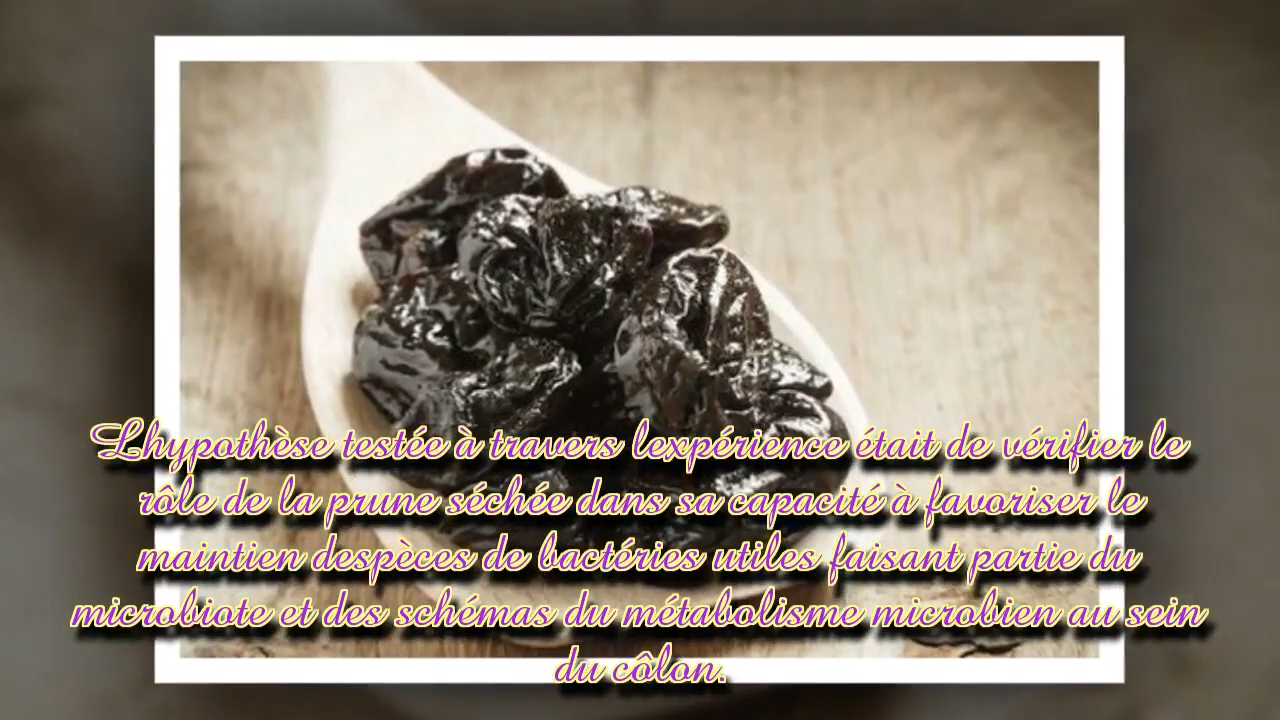 Lhypothèse testée à travers lexpérience était de vérifier le
rôle de la prune séchée dans sa capacité à favoriser le
maintien despèces de bactéries utiles faisant partie du
microbiote et des schémas du métabolisme microbien au sein
du côlon.